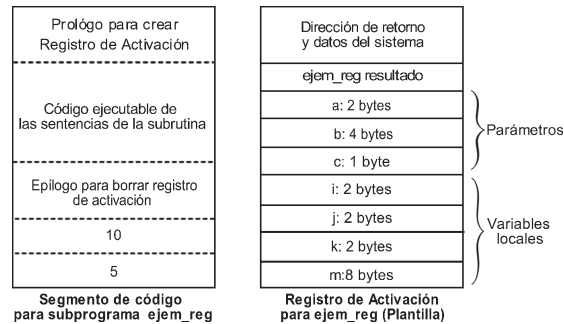 Prológo para crear
Registro de Activación
Código ejecutable de
las sentencias de la subrutina
Epílogo para borrar registro
de activación
10
5
Segmento de código
para subprograma ejem_reg
Dirección de retorno
y datos del sistema
ejem_reg resultado
a: 2 bytes
b: 4 bytes
c: 1 byte
Parámetros
i: 2 bytes
j: 2 bytes
k: 2 bytes
m:8 bytes
Variables
locales
Registro de Activación
para ejem_reg (Plantilla)